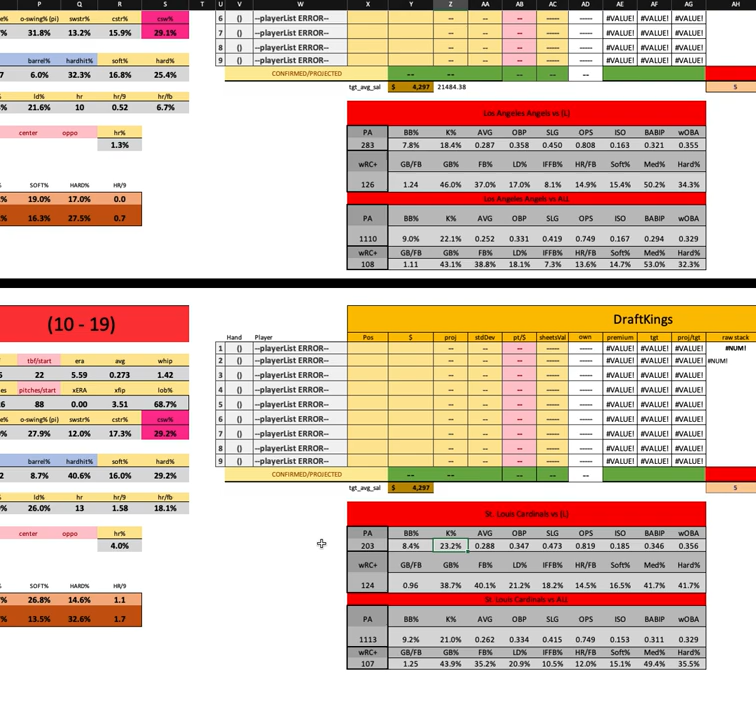 P Q R S T U V W X Y Z AA AB AC AD AE AF AG AH
o-swing% (pi) swstr% cstr% csw% 6 () --playerList ERROR-- -- -- -- -- ----- #VALUE! #VALUE! #VALUE!
31.8% 13.2% 15.9% 29.1% 7 () --playerList ERROR-- -- -- -- -- ----- #VALUE! #VALUE! #VALUE!
8 () --playerList ERROR-- -- -- -- -- ----- #VALUE! #VALUE! #VALUE!
barrel% hardhit% soft% hard% 9 () --playerList ERROR-- -- -- -- -- ----- #VALUE! #VALUE! #VALUE!
6.0% 32.3% 16.8% 25.4% CONFIRMED/PROJECTED -- -- -- -- --
tgt_avg_sal $ 4,297 21484.38 5
ld% hr hr/9 hr/fb
21.6% 10 0.52 6.7%
Los Angeles Angels vs (L)
center oppo hr% PA BB% K% AVG OBP SLG OPS ISO BABIP wOBA
1.3% 283 7.8% 18.4% 0.287 0.358 0.450 0.808 0.163 0.321 0.355
wRC+ GB/FB GB% FB% LD% IFFB% HR/FB Soft% Med% Hard%
SOFT% HARD% HR/9 126 1.24 46.0% 37.0% 17.0% 8.1% 14.9% 15.4% 50.2% 34.3%
19.0% 17.0% 0.0 Los Angeles Angels vs ALL
16.3% 27.5% 0.7 PA BB% K% AVG OBP SLG OPS ISO BABIP wOBA
1110 9.0% 22.1% 0.252 0.331 0.419 0.749 0.167 0.294 0.329
wRC+ GB/FB GB% FB% LD% IFFB% HR/FB Soft% Med% Hard%
108 1.11 43.1% 38.8% 18.1% 7.3% 13.6% 14.7% 53.0% 32.3%
(10 - 19) DraftKings
Hand Player Pos $ proj stdDev pt/$ sheetsVal own premium tgt proj/tgt raw stack
1 () --playerList ERROR-- -- -- -- -- ----- #VALUE! #VALUE! #VALUE! #NUM!
tbf/start era avg whip
22 5.59 0.273 1.42 2 () --playerList ERROR-- -- -- -- -- ----- #VALUE! #VALUE! #VALUE! #NUM!
3 () --playerList ERROR-- -- -- -- -- ----- #VALUE! #VALUE! #VALUE!
pitches/start xERA xfip lob%
88 0.00 3.51 68.7% 4 () --playerList ERROR-- -- -- -- -- ----- #VALUE! #VALUE! #VALUE!
5 () --playerList ERROR-- -- -- -- -- ----- #VALUE! #VALUE! #VALUE!
o-swing% (pi) swstr% cstr% csw% 6 () --playerList ERROR-- -- -- -- -- ----- #VALUE! #VALUE! #VALUE!
27.9% 12.0% 17.3% 29.2% 7 () --playerList ERROR-- -- -- -- -- ----- #VALUE! #VALUE! #VALUE!
8 () --playerList ERROR-- -- -- -- -- ----- #VALUE! #VALUE! #VALUE!
barrel% hardhit% soft% hard% 9 () --playerList ERROR-- -- -- -- -- ----- #VALUE! #VALUE! #VALUE!
8.7% 40.6% 16.0% 29.2% CONFIRMED/PROJECTED -- -- -- -- --
tgt_avg_sal $ 4,297 5
ld% hr hr/9 hr/fb
26.0% 13 1.58 18.1%
St. Louis Cardinals vs (L)
center oppo hr% PA BB% K% AVG OBP SLG OPS ISO BABIP wOBA
4.0% 203 8.4% 23.2% 0.288 0.347 0.473 0.819 0.185 0.346 0.356
wRC+ GB/FB GB% FB% LD% IFFB% HR/FB Soft% Med% Hard%
SOFT% HARD% HR/9 124 0.96 38.7% 40.1% 21.2% 18.2% 14.5% 16.5% 41.7% 41.7%
26.8% 14.6% 1.1 St. Louis Cardinals vs ALL
13.5% 32.6% 1.7 PA BB% K% AVG OBP SLG OPS ISO BABIP wOBA
1113 9.2% 21.0% 0.262 0.334 0.415 0.749 0.153 0.311 0.329
wRC+ GB/FB GB% FB% LD% IFFB% HR/FB Soft% Med% Hard%
107 1.25 43.9% 35.2% 20.9% 10.5% 12.0% 15.1% 49.4% 35.5%